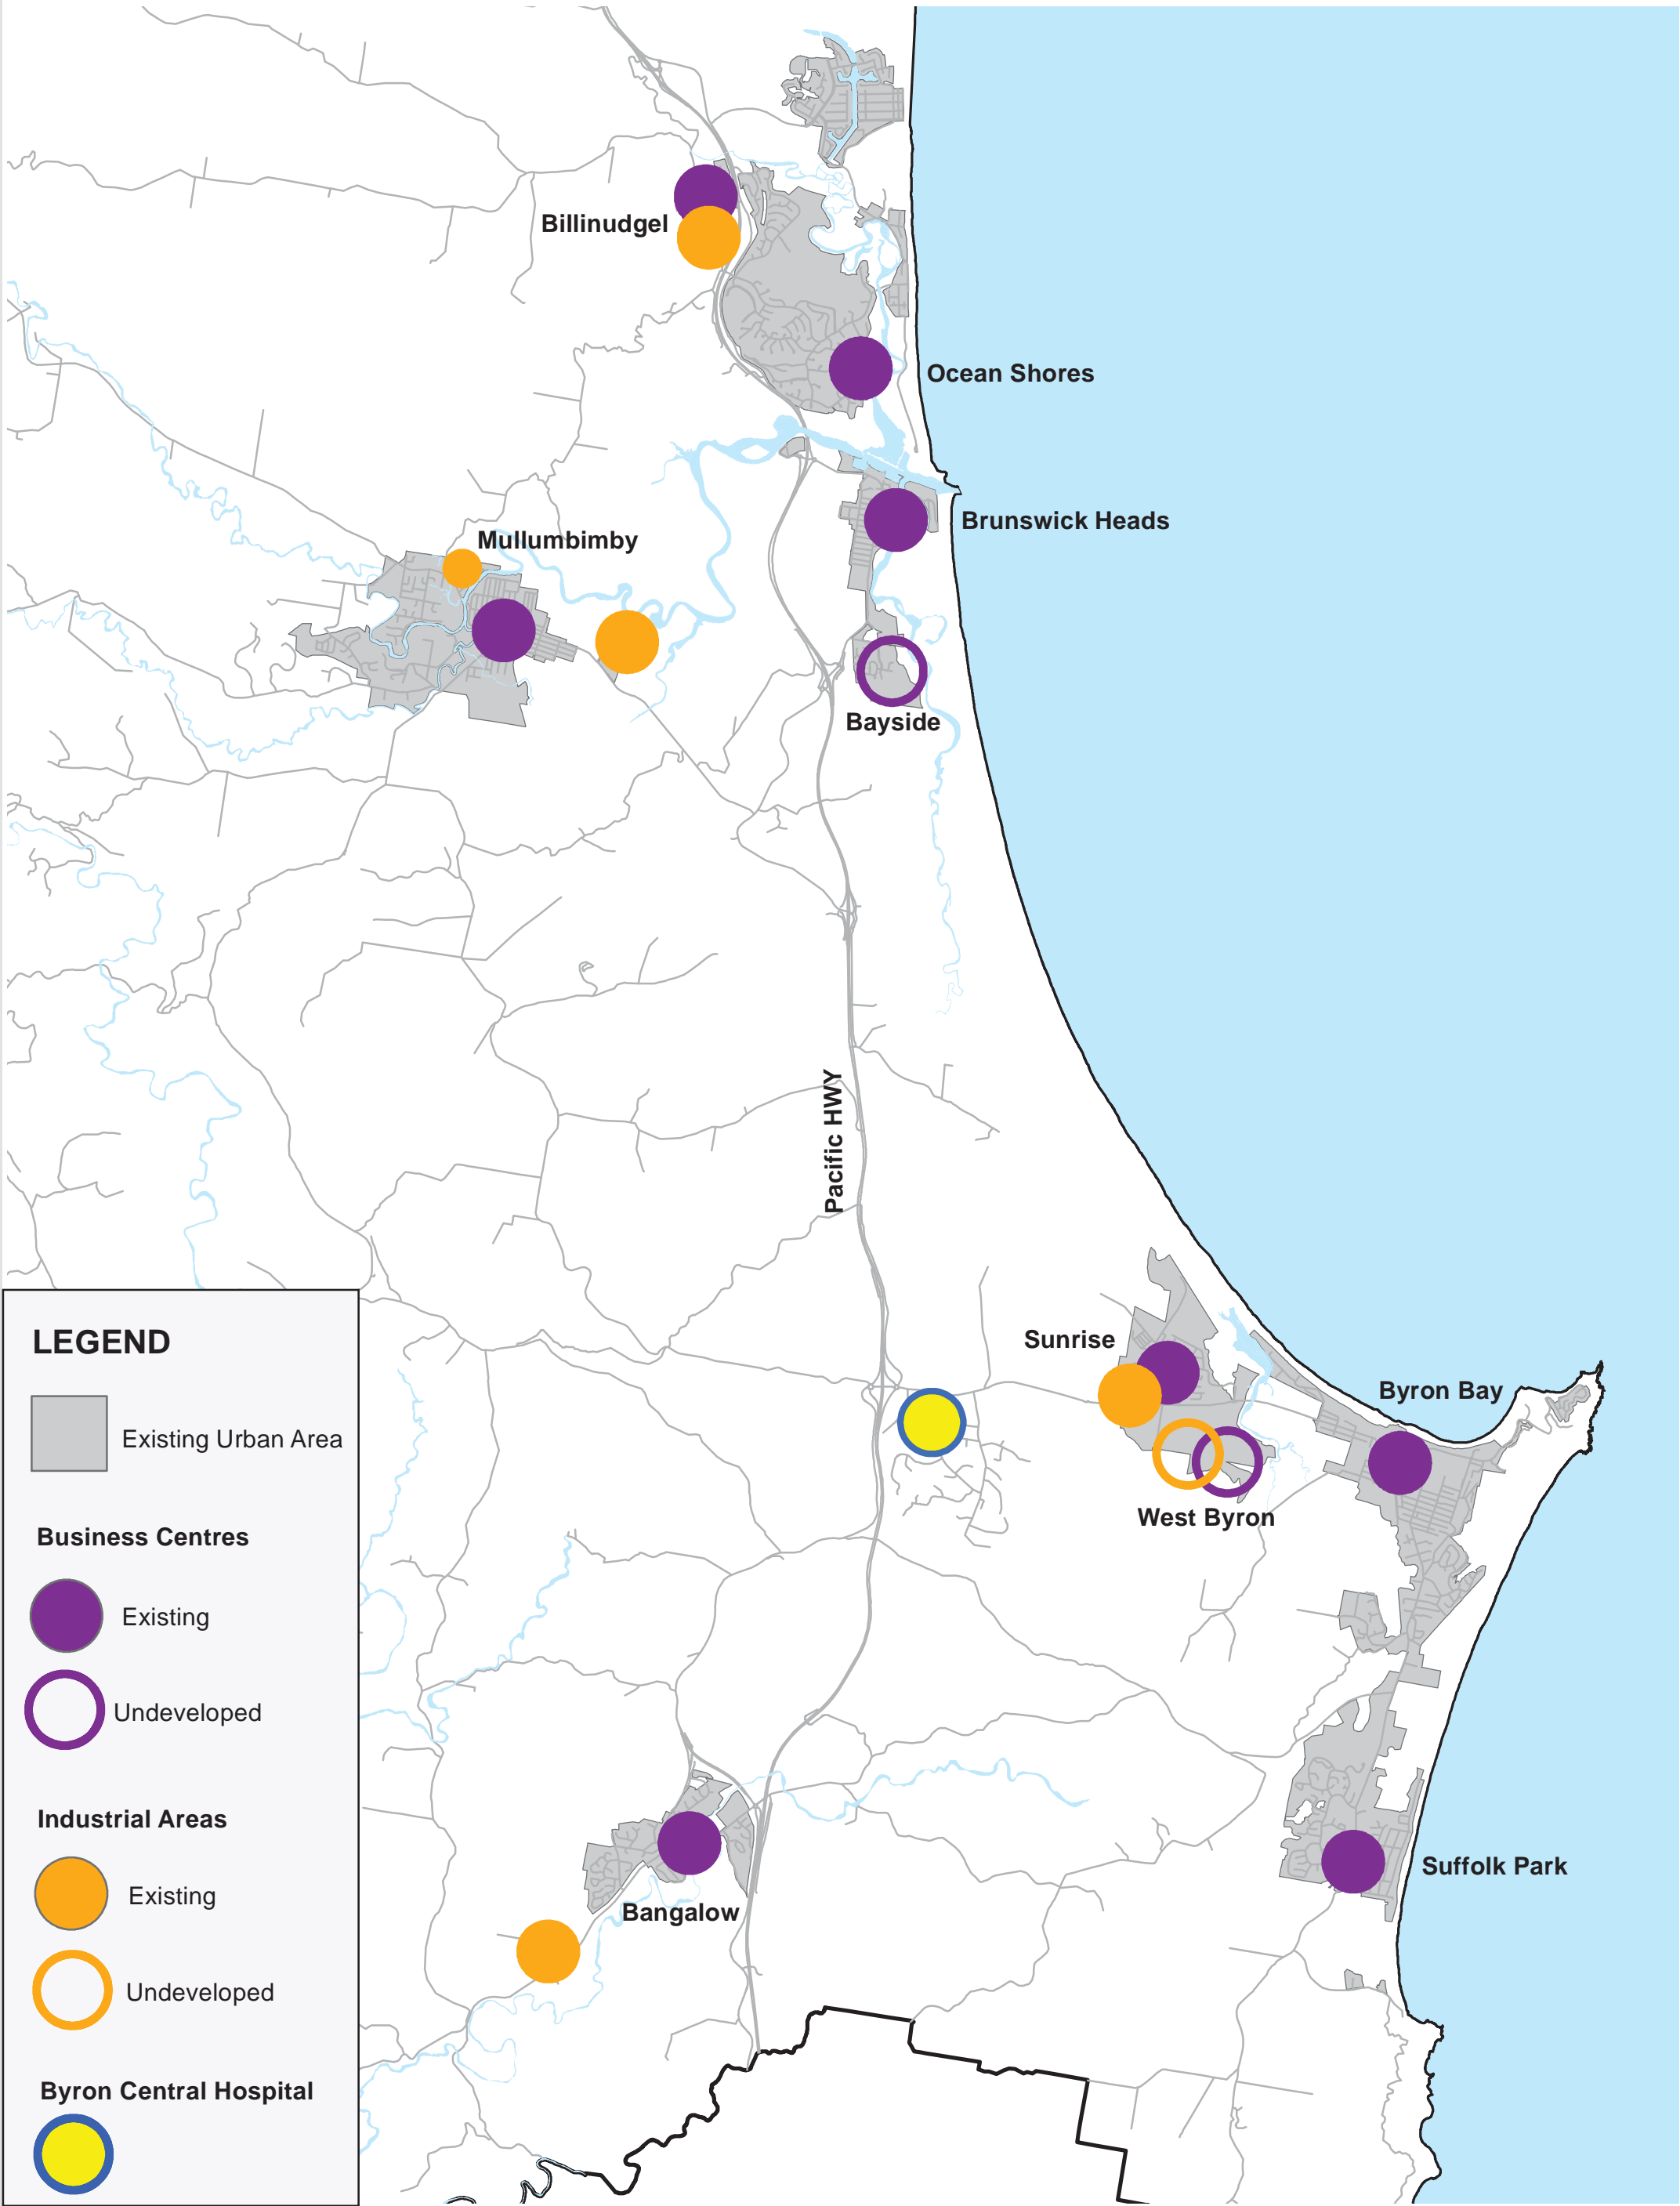 Billinudgel
Ocean Shores
Brunswick Heads
Mullumbimby
Bayside
Pacific HWY
Sunrise
Byron Bay
West Byron
Suffolk Park
Bangalow
LEGEND
Existing Urban Area
Business Centres
Existing
Undeveloped
Industrial Areas
Existing
Undeveloped
Byron Central Hospital